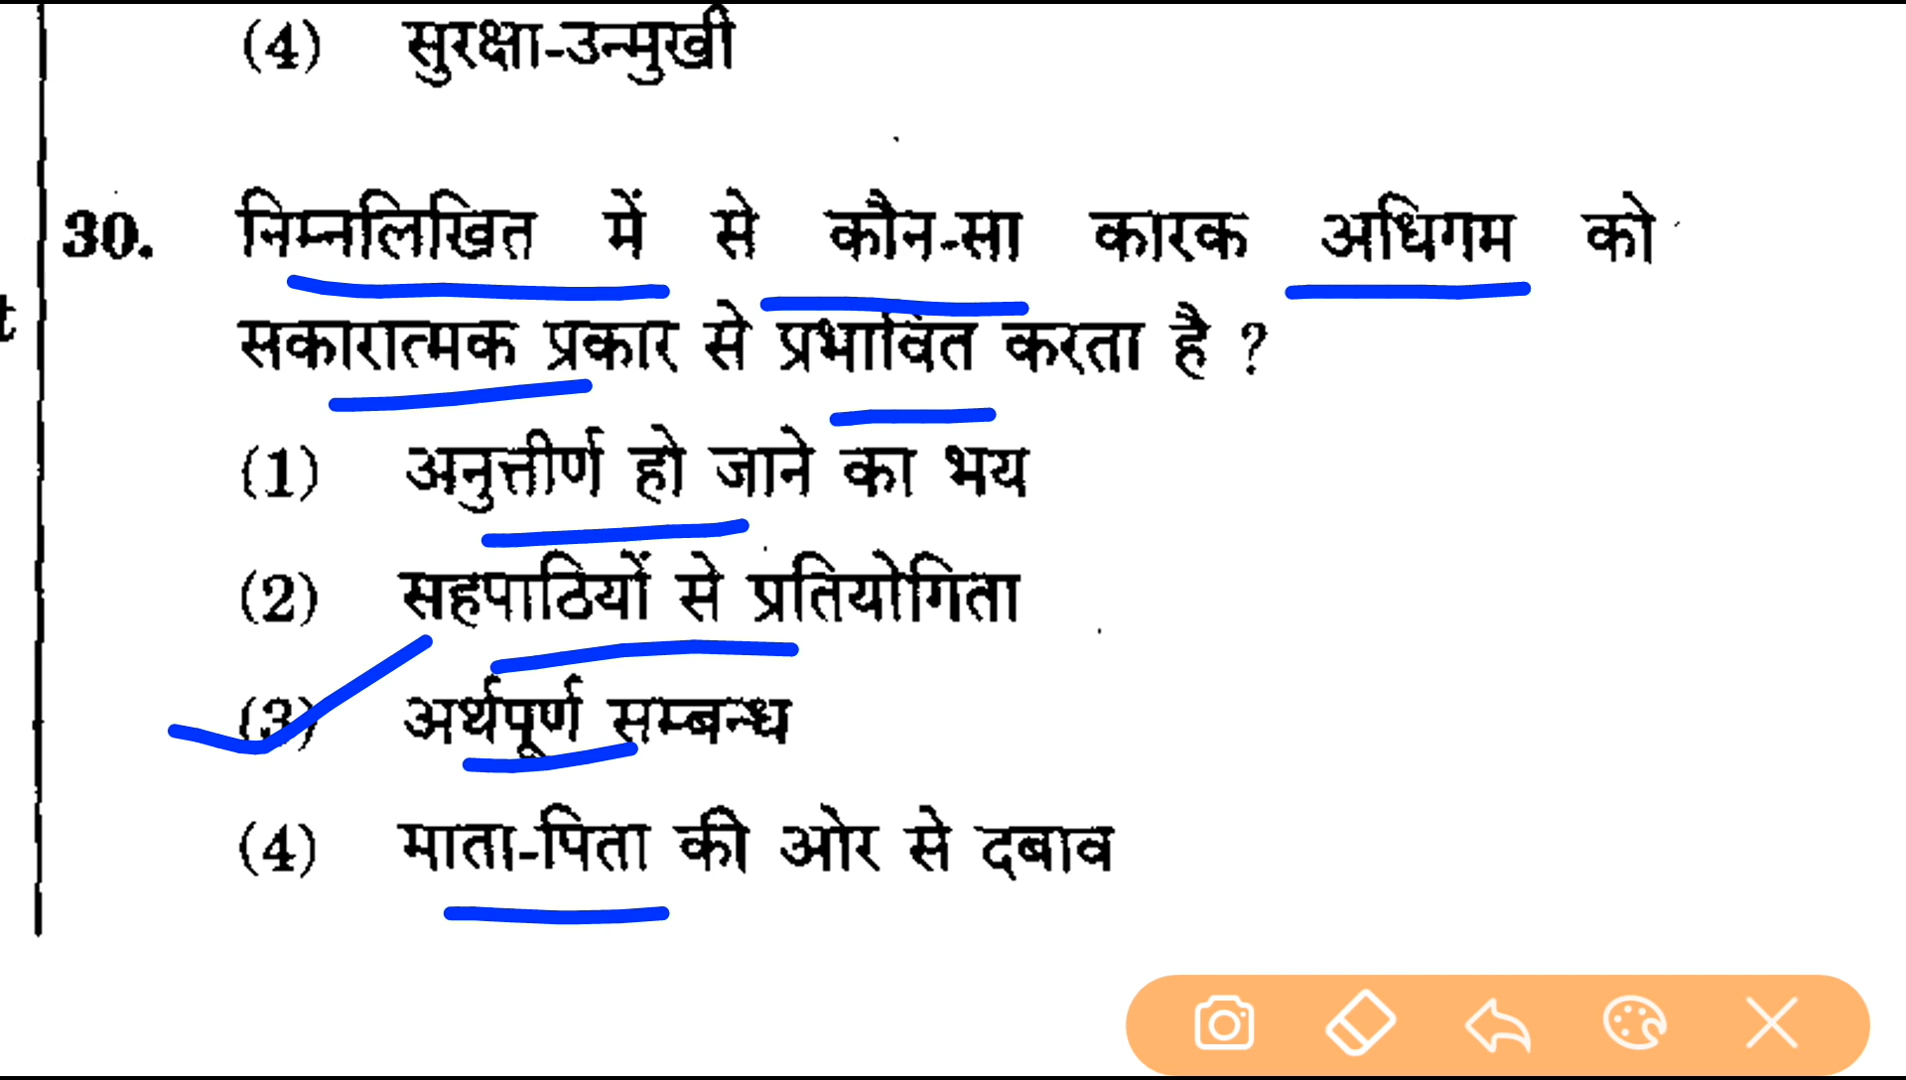 (4) सुरक्षा-उन्मुखी
30. निम्नलिखित में से कौन-सा कारक अधिगम को
सकारात्मक प्रकार से प्रभावित करता है ?
(1) अनुत्तीर्ण हो जाने का भय
(2) सहपाठियों से प्रतियोगिता
(3) अर्थपूर्ण सम्बन्ध
(4) माता-पिता की ओर से दबाव